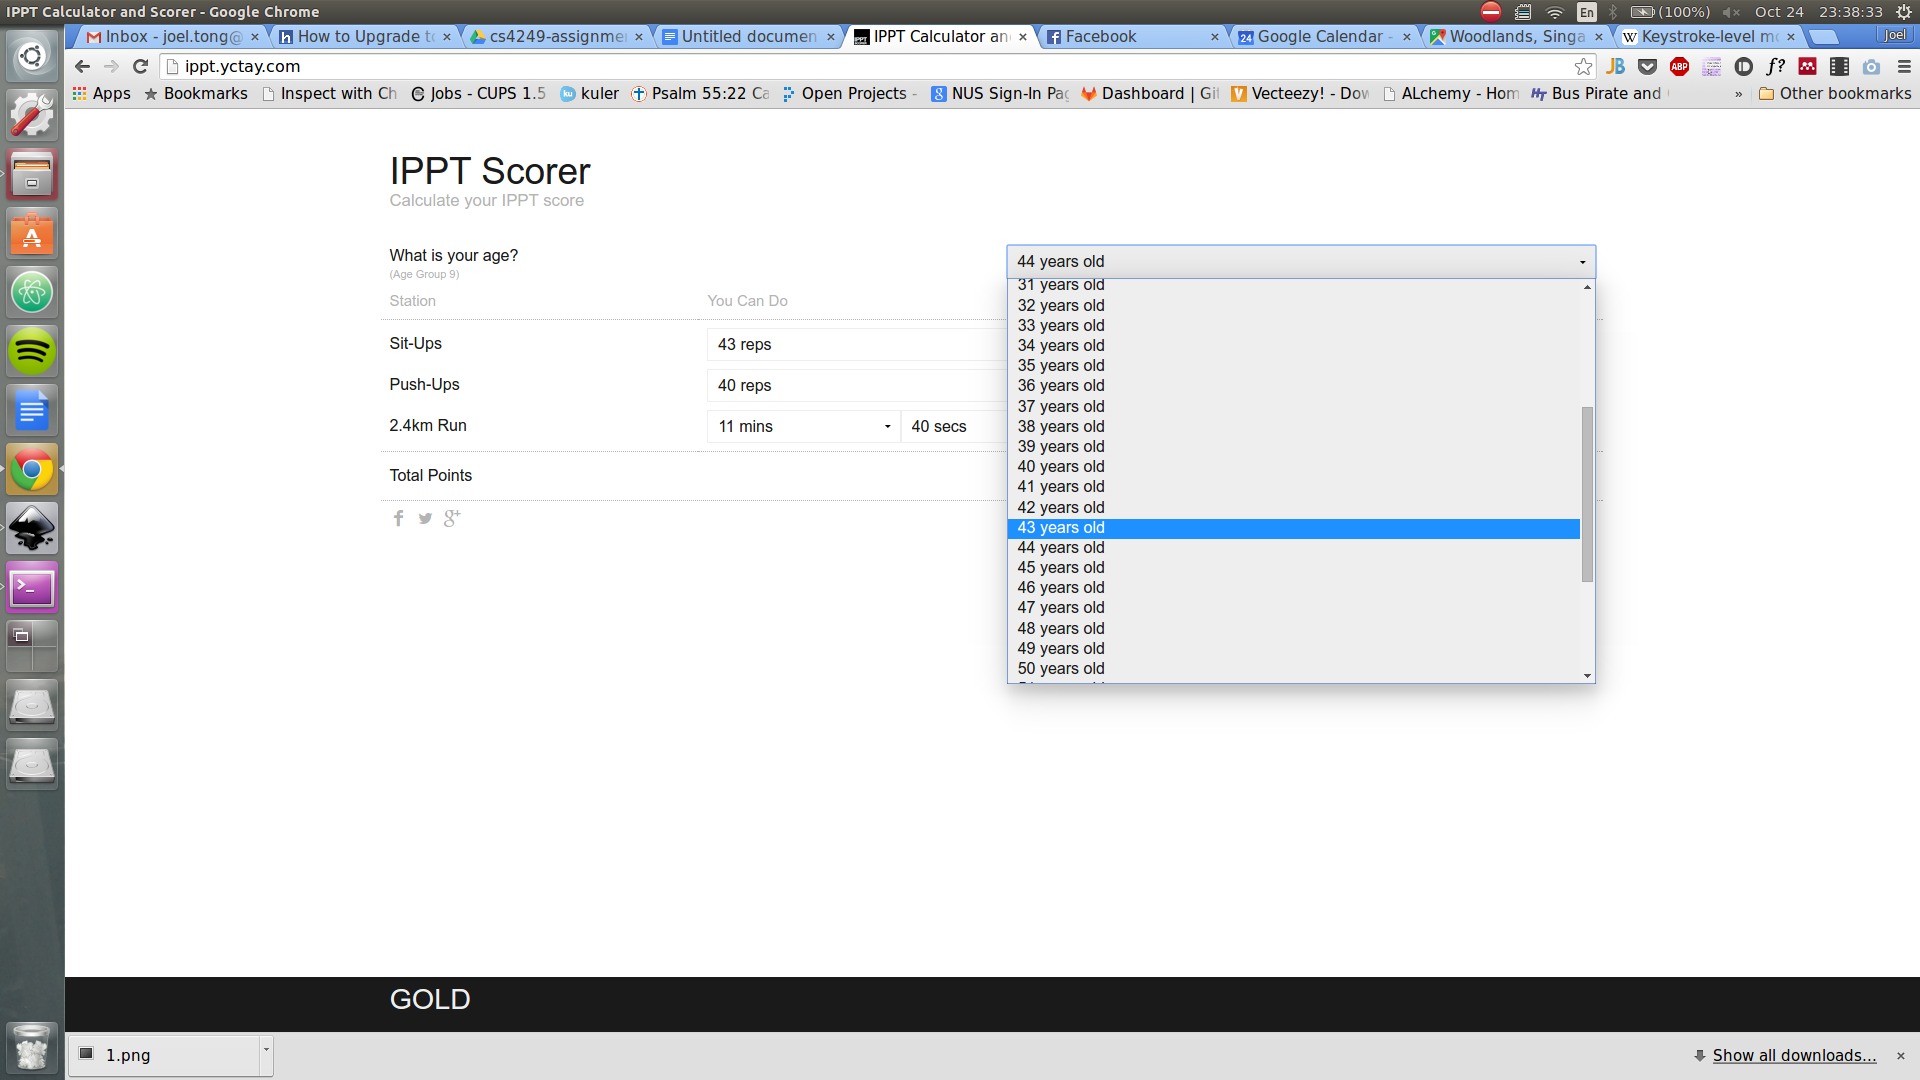 IPPT Calculator and Scorer - Google Chrome
En
(100%)
Oct 24 23:38:33
Inbox - joel.tong@
How to Upgrade t
cs4249-assignme
Untitled documen
IPPT Calculator an
Facebook
24 Google Calendar -
Woodlands, Singa
W Keystroke-level m
Joel
ippt.yctay.com
JB
ABP
f?
Apps
Bookmarks
Inspect with Ch
Jobs - CUPS 1.5
ku kuler
Psalm 55:22 Ca
Open Projects -
8 NUS Sign-In Pag
Dashboard | Git
V Vecteezy! - Dow
ALchemy - Hom
HT Bus Pirate and
»
Other bookmarks
IPPT Scorer
Calculate your IPPT score
What is your age?
(Age Group 9)
44 years old
Station
You Can Do
Sit-Ups
43 reps
Push-Ups
40 reps
2.4km Run
11 mins
40 secs
Total Points
31 years old
32 years old
33 years old
34 years old
35 years old
36 years old
37 years old
38 years old
39 years old
40 years old
41 years old
42 years old
43 years old
44 years old
45 years old
46 years old
47 years old
48 years old
49 years old
50 years old
GOLD
1.png
Show all downloads...